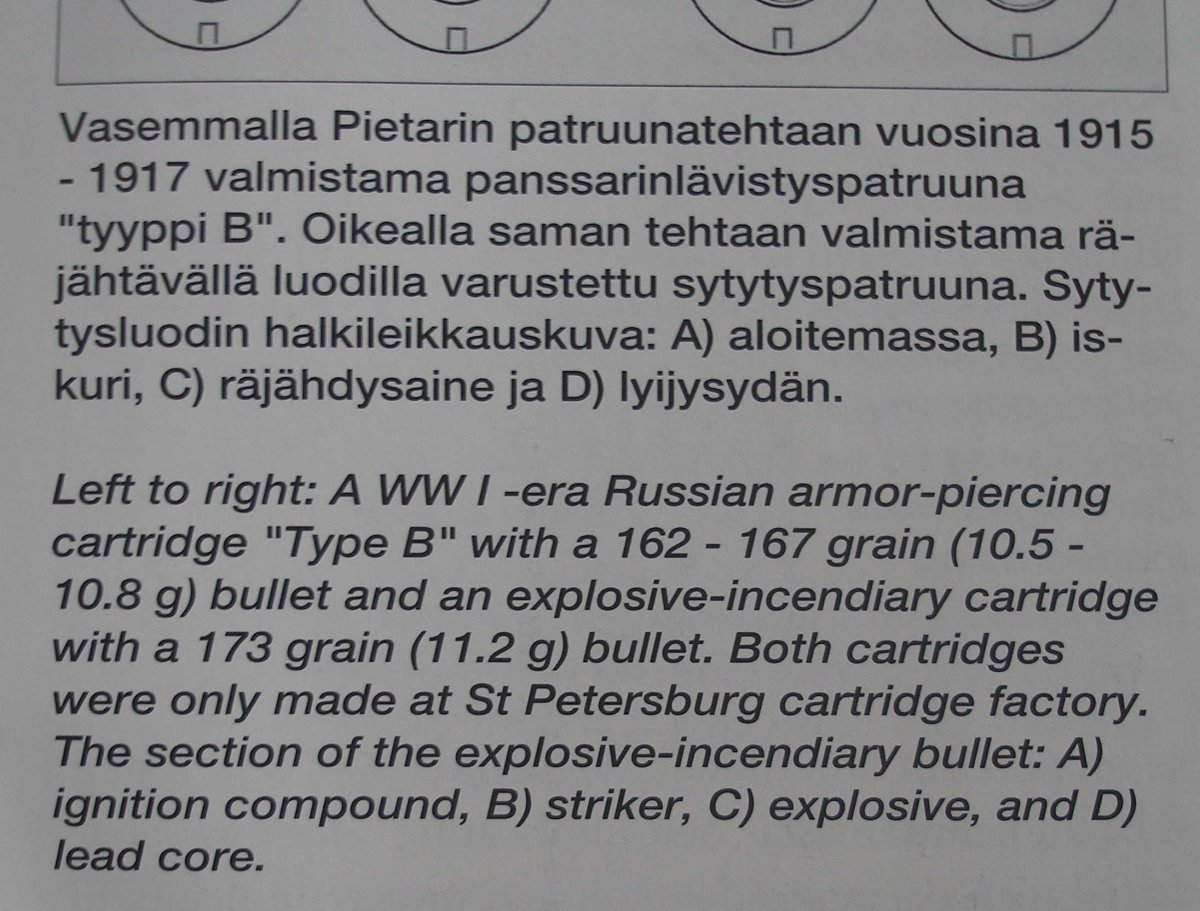 П П П П
Vasemmalla Pietarin patruunatehtaan vuosina 1915
- 1917 valmistama panssarinlävistyspatruuna
"tyyppi B". Oikealla saman tehtaan valmistama rä-
jähtävällä luodilla varustettu sytytyspatruuna. Syty-
tysluodin halkileikkauskuva: A) aloitemassa, B) is-
kuri, C) räjähdysaine ja D) lyijysydän.
Left to right: A WW I -era Russian armor-piercing
cartridge "Type B" with a 162 - 167 grain (10.5 -
10.8 g) bullet and an explosive-incendiary cartridge
with a 173 grain (11.2 g) bullet. Both cartridges
were only made at St Petersburg cartridge factory.
The section of the explosive-incendiary bullet: A)
ignition compound, B) striker, C) explosive, and D)
lead core.